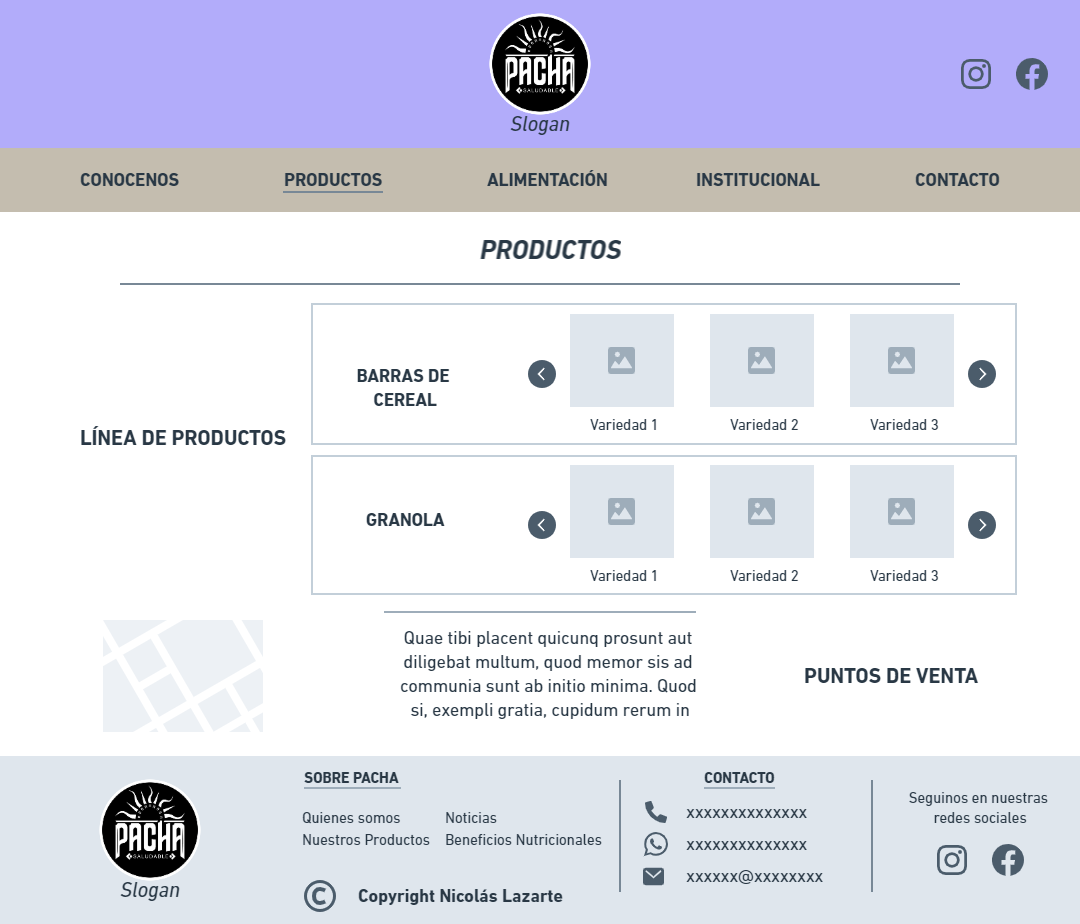 PACHA
SALUDABLE
Slogan
CONOCENOS
PRODUCTOS
ALIMENTACIÓN
INSTITUCIONAL
CONTACTO
PRODUCTOS
LÍNEA DE PRODUCTOS
BARRAS DE
CEREAL
Variedad 1
Variedad 2
Variedad 3
GRANOLA
Variedad 1
Variedad 2
Variedad 3
Quae tibi placent quicunq prosunt aut
diligebat multum, quod memor sis ad
communia sunt ab initio minima. Quod
si, exempli gratia, cupidum rerum in
PUNTOS DE VENTA
PACHA
SALUDABLE
Slogan
SOBRE PACHA
Quienes somos
Noticias
Nuestros Productos
Beneficios Nutricionales
© Copyright Nicolás Lazarte
CONTACTO
xxxxxxxxxxxxxx
xxxxxxxxxxxxxx
xxxxxx@xxxxxxxx
Seguinos en nuestras
redes sociales